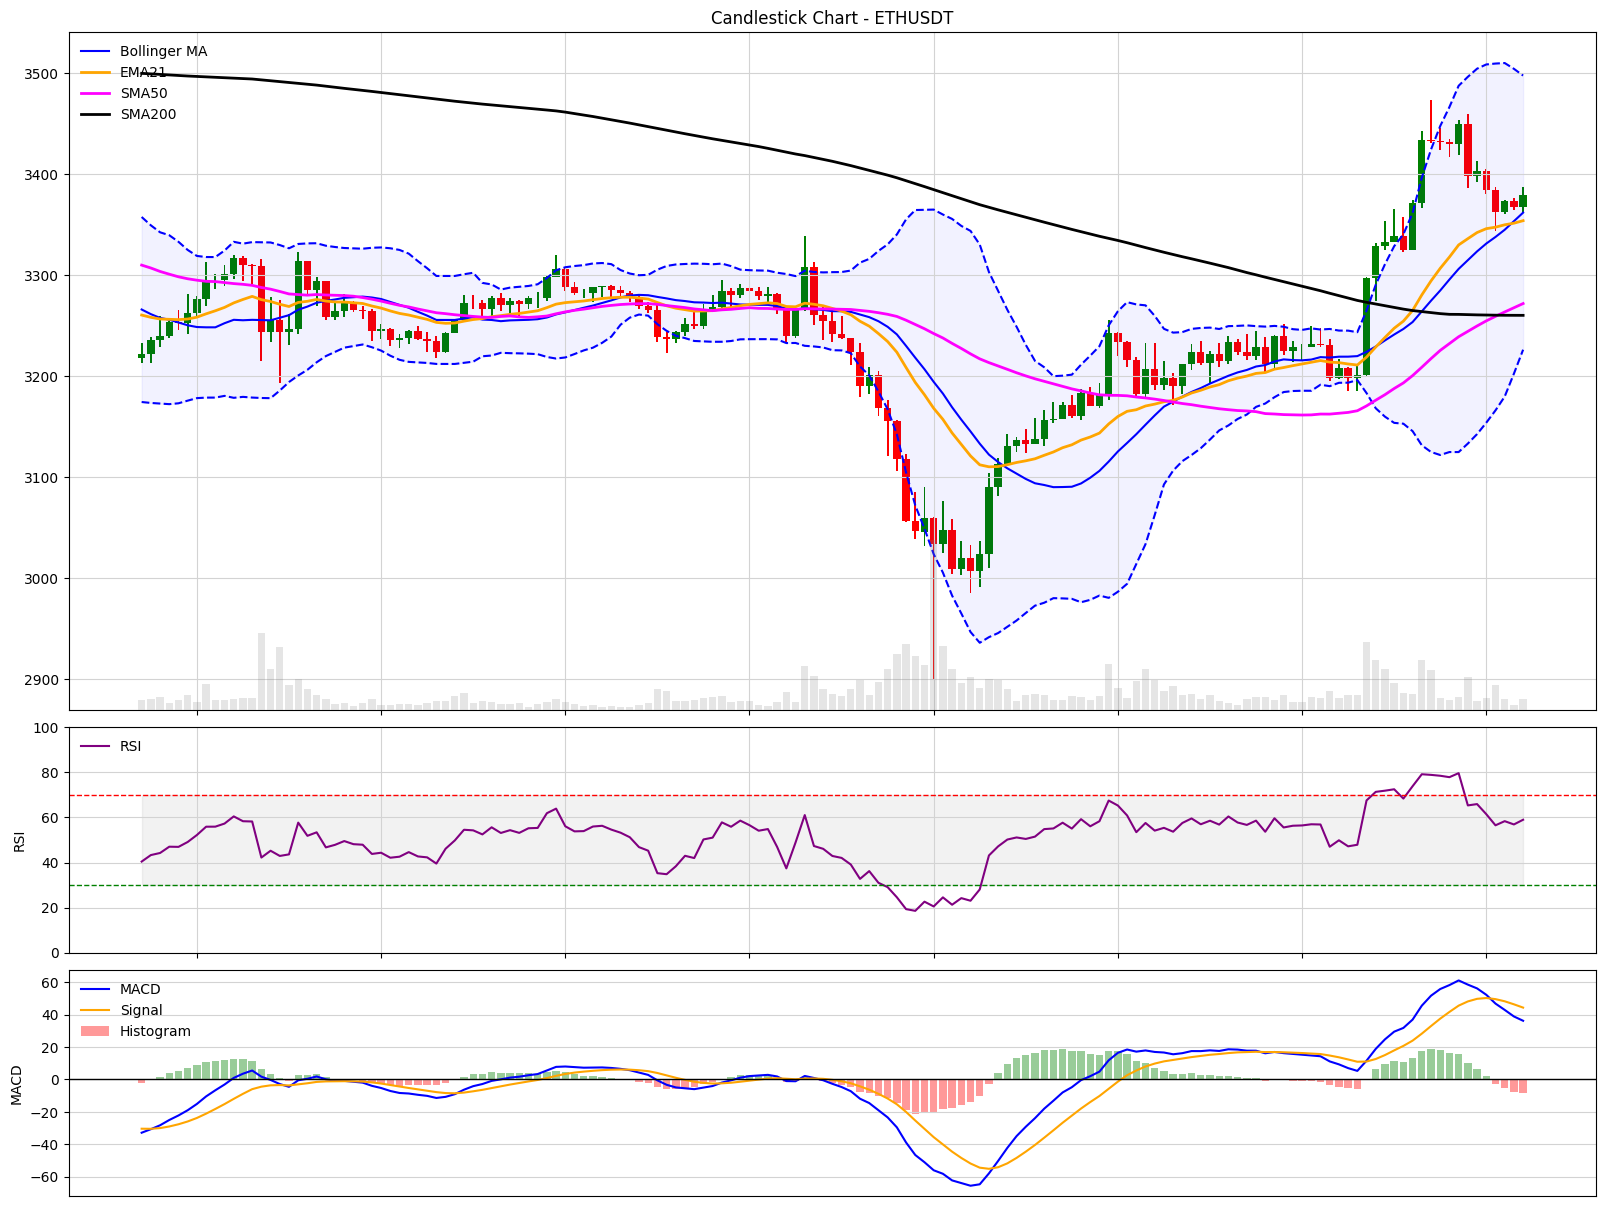 Candlestick Chart - ETHUSDT
Bollinger MA
EMA21
SMA50
SMA200
3500
3400
3300
3200
3100
3000
2900
RSI
RSI
100
80
60
40
20
0
MACD
Signal
Histogram
MACD
60
40
20
0
−20
−40
−60